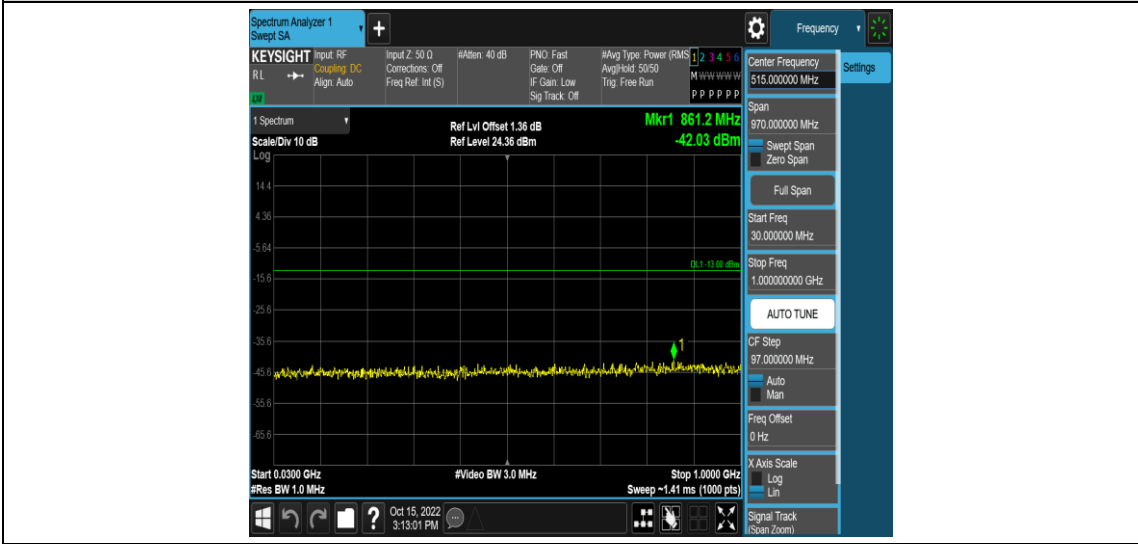 Spectrum Analyzer 1
Swept SA
+
Frequency
KEYSIGHT
RL
Input: RF
Coupling: DC
Align: Auto
Input Z: 50 Ω
Corrections: Off
Freq Ref: Int (S)
#Atten: 40 dB
PNO: Fast
Gate: Off
IF Gain: Low
Sig Track: Off
#Avg Type: Power (RMS
Avg|Hold: 50/50
Trig: Free Run
1 2 3 4 5 6
M W W W W W
P P P P P P
1 Spectrum
Scale/Div 10 dB
Log
Ref Lvl Offset 1.36 dB
Ref Level 24.36 dBm
Mkr1 861.2 MHz
-42.03 dBm
14.4
4.36
-5.64
DL1 -13.00 dBm
-15.6
-25.6
-35.6
1
-45.6
-55.6
-65.6
Start 0.0300 GHz
#Res BW 1.0 MHz
#Video BW 3.0 MHz
Stop 1.0000 GHz
Sweep ~1.41 ms (1000 pts)
?
Oct 15, 2022
3:13:01 PM
Center Frequency
515.000000 MHz
Span
970.000000 MHz
Swept Span
Zero Span
Full Span
Start Freq
30.000000 MHz
Stop Freq
1.000000000 GHz
AUTO TUNE
CF Step
97.000000 MHz
Auto
Man
Freq Offset
0 Hz
X Axis Scale
Log
Lin
Signal Track
(Span Zoom)
Settings